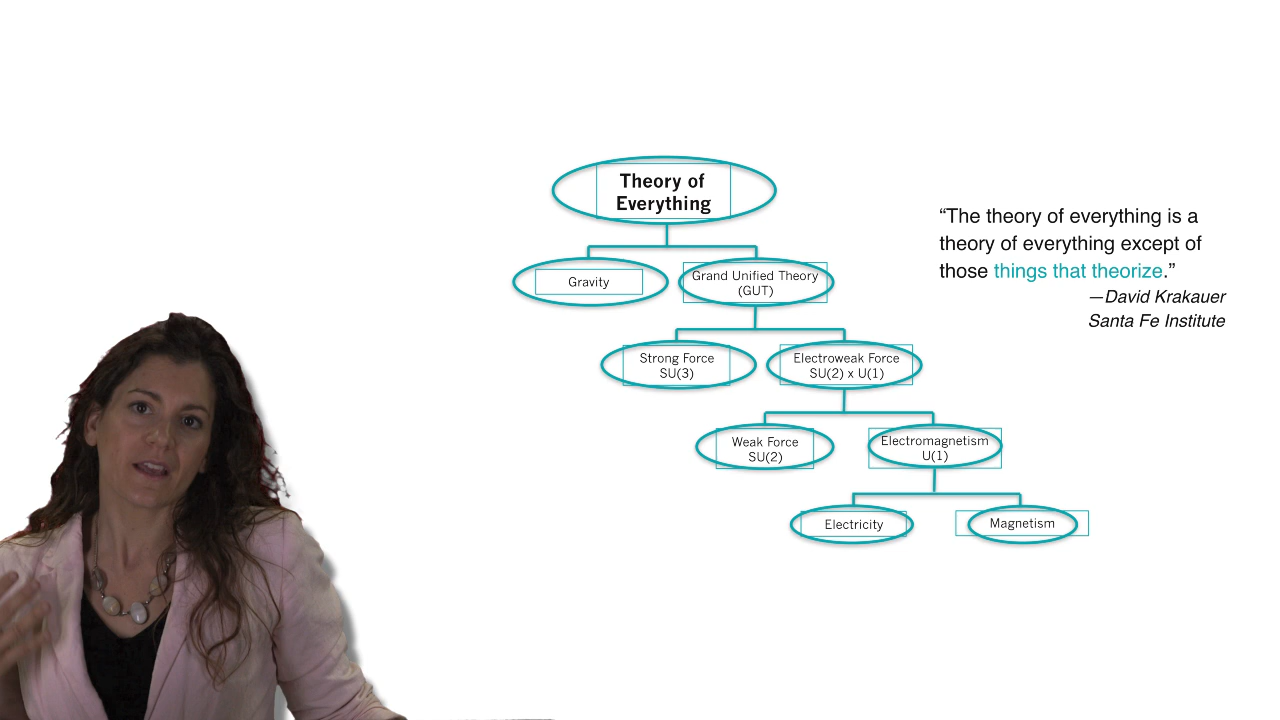 Theory of
Everything
Gravity
Grand Unified Theory
(GUT)
Strong Force
SU(3)
Electroweak Force
SU(2) x U(1)
Weak Force
SU(2)
Electromagnetism
U(1)
Electricity
Magnetism
“The theory of everything is a
theory of everything except of
those things that theorize.”
—David Krakauer
Santa Fe Institute